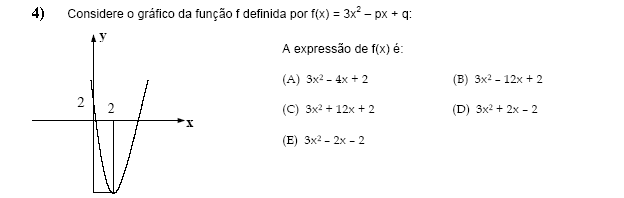 4) Considere o gráfico da função f definida por f(x) = 3x² – px + q:
y
A expressão de f(x) é:
(A) 3x² – 4x + 2 (B) 3x² – 12x + 2
2 2
(C) 3x² + 12x + 2 (D) 3x² + 2x – 2
x
(E) 3x² – 2x – 2